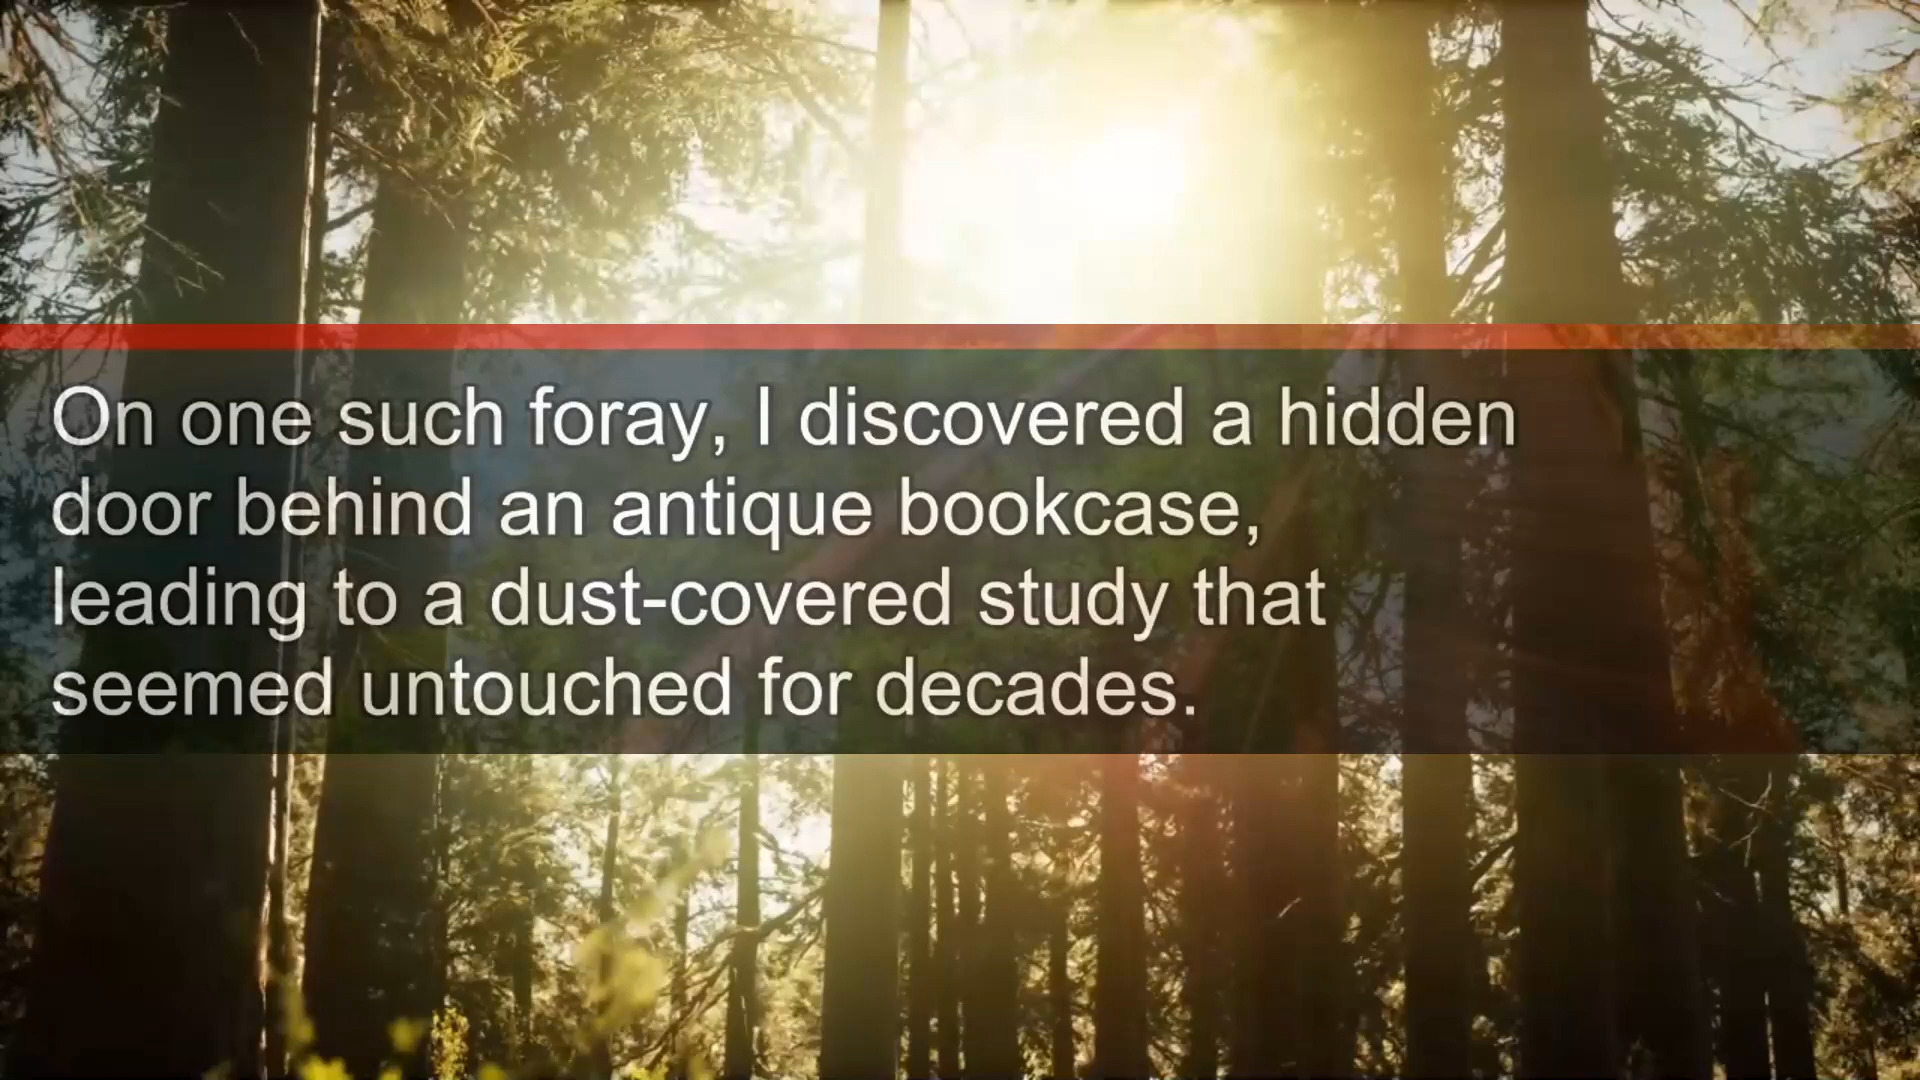 On one such foray, I discovered a hidden
door behind an antique bookcase,
leading to a dust-covered study that
seemed untouched for decades.